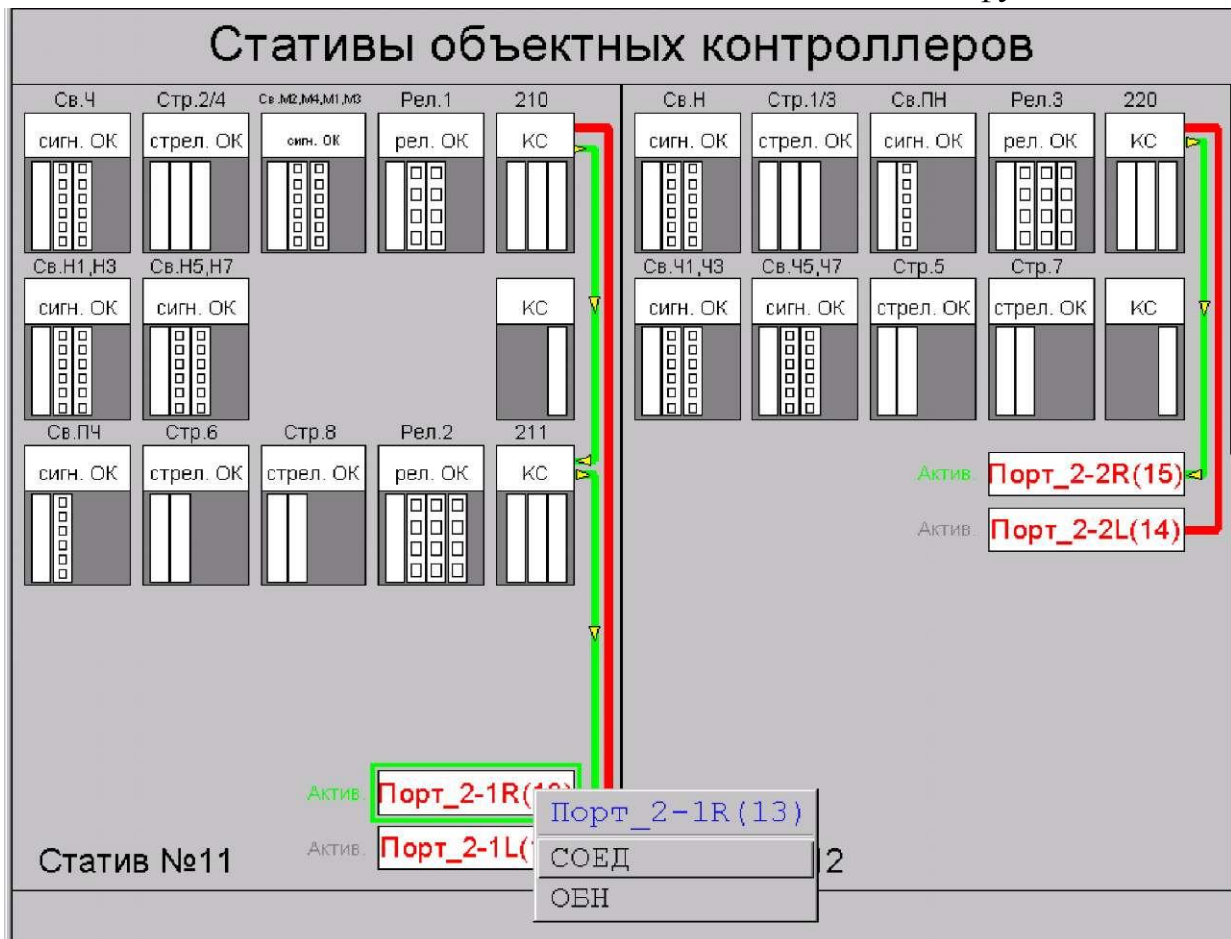 Стативы объектных контроллеров
Св.Ч Стр.2/4 Св.М2,М4,М1,М3 Рел.1 210
сигн. ОК стрел. ОК сигн. ОК рел. ОК КС
Св.Н1,Н3 Св.Н5,Н7
сигн. ОК сигн. ОК КС
Св.ПЧ Стр.6 Стр.8 Рел.2 211
сигн. ОК стрел. ОК стрел. ОК рел. ОК КС
Актив. Порт_2-1R(
Актив. Порт_2-1L(
Статив №11
Св.Н Стр.1/3 Св.ПН Рел.3 220
сигн. ОК стрел. ОК сигн. ОК рел. ОК КС
Св.Ч1,Ч3 Св.Ч5,Ч7 Стр.5 Стр.7
сигн. ОК сигн. ОК стрел. ОК стрел. ОК КС
Актив. Порт_2-2R(15)
Актив. Порт_2-2L(14)
Порт_2-1R(13)
СОЕД
ОБН
2